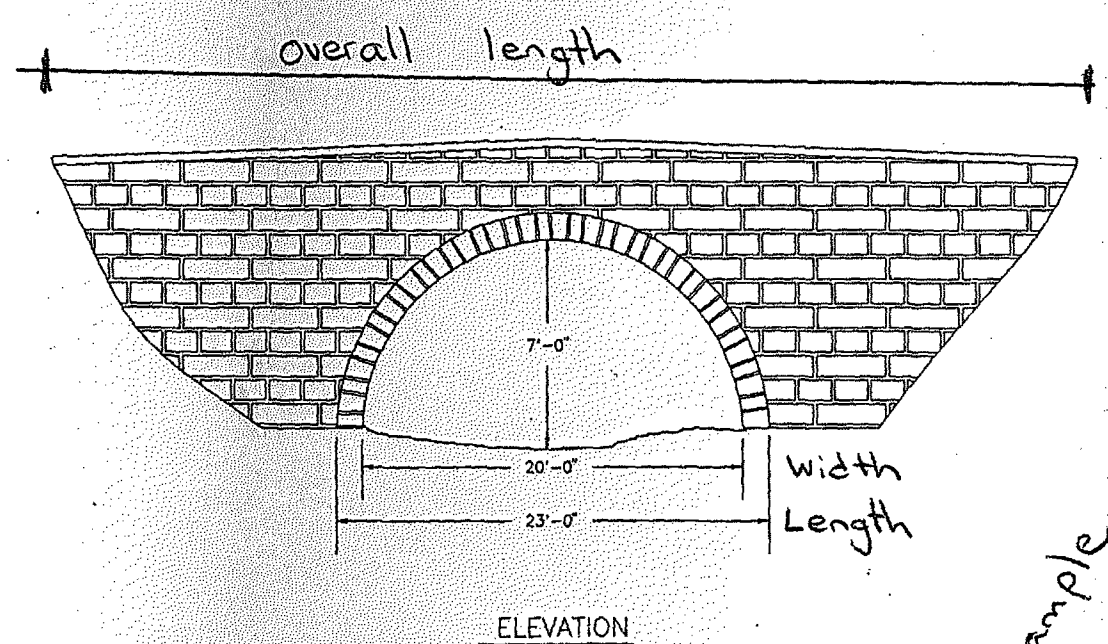 overall length
7'-0"
20'-0" width
23'-0" Length
ELEVATION